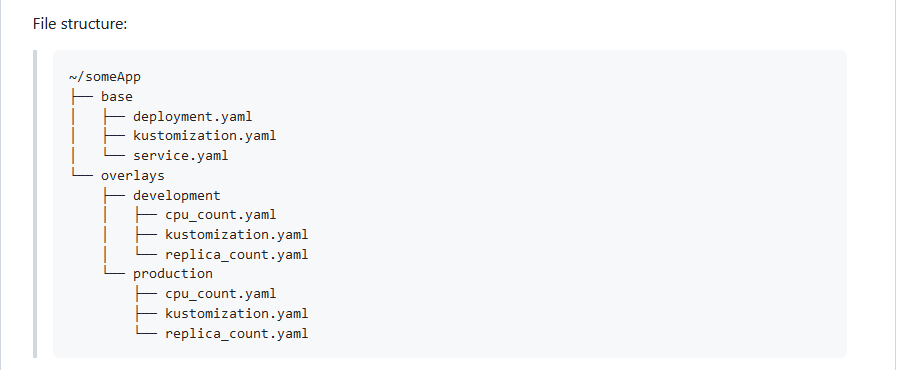 File structure:
~/someApp
├── base
│   ├── deployment.yaml
│   ├── kustomization.yaml
│   └── service.yaml
└── overlays
    ├── development
    │   ├── cpu_count.yaml
    │   ├── kustomization.yaml
    │   └── replica_count.yaml
    └── production
        ├── cpu_count.yaml
        ├── kustomization.yaml
        └── replica_count.yaml